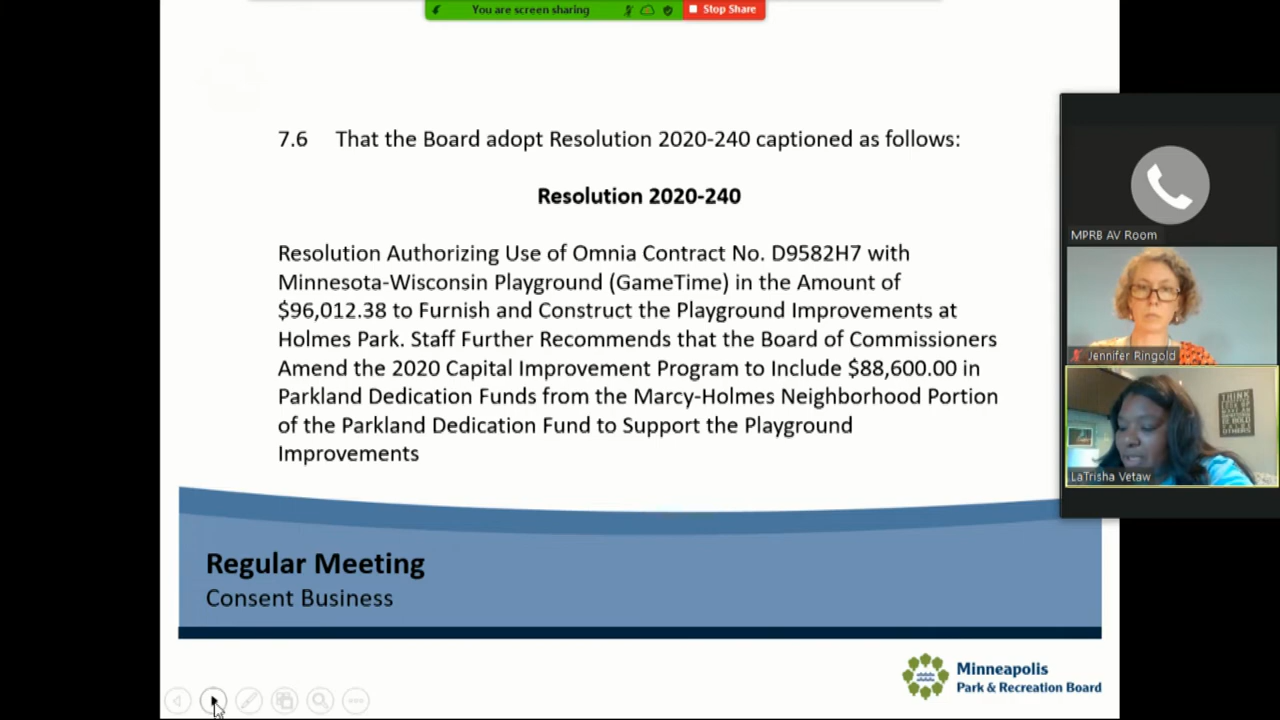 You are screen sharing
Stop Share
7.6 That the Board adopt Resolution 2020-240 captioned as follows:
Resolution 2020-240
Resolution Authorizing Use of Omnia Contract No. D9582H7 with
Minnesota-Wisconsin Playground (GameTime) in the Amount of
$96,012.38 to Furnish and Construct the Playground Improvements at
Holmes Park. Staff Further Recommends that the Board of Commissioners
Amend the 2020 Capital Improvement Program to Include $88,600.00 in
Parkland Dedication Funds from the Marcy-Holmes Neighborhood Portion
of the Parkland Dedication Fund to Support the Playground
Improvements
Regular Meeting
Consent Business
Minneapolis
Park & Recreation Board
MPRB AV Room
Jennifer Ringold
THINK
BE BOLD
OTHERS
LaTrisha Vetaw